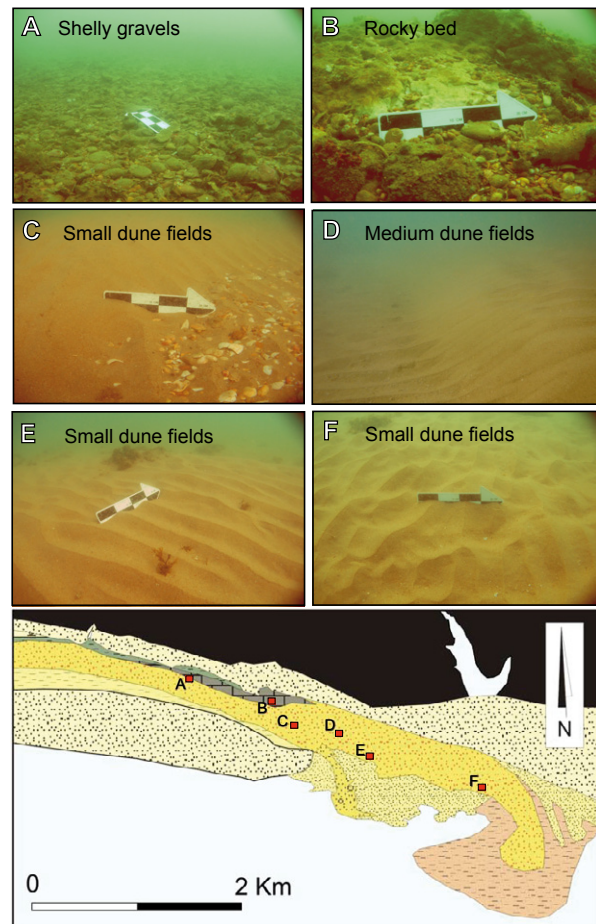 A Shelly gravels
B Rocky bed
C Small dune fields
D Medium dune fields
E Small dune fields
F Small dune fields
N
A
B
C
D
E
F
0 2 Km